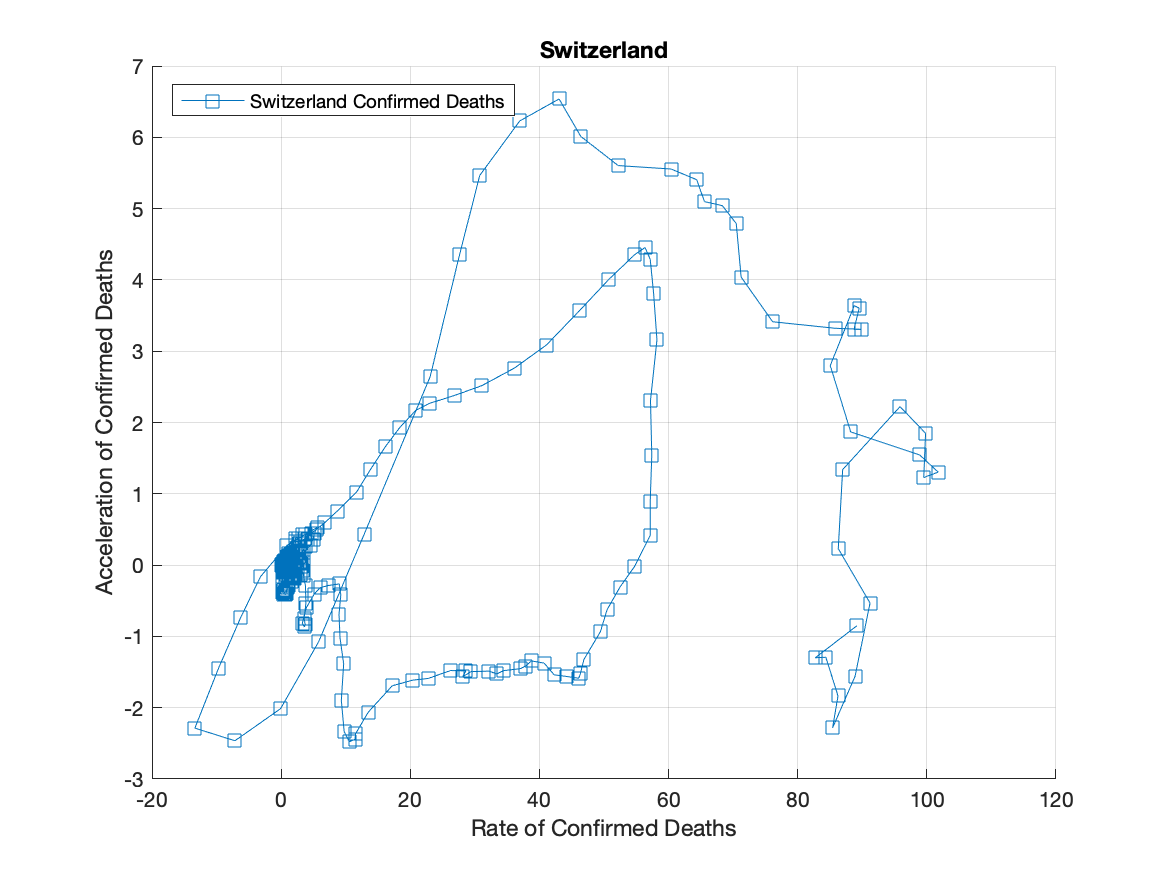 Switzerland
7
Switzerland Confirmed Deaths
6
5
4
3
2
1
0
-1
-2
-3
Acceleration of Confirmed Deaths
-20 0 20 40 60 80 100 120
Rate of Confirmed Deaths